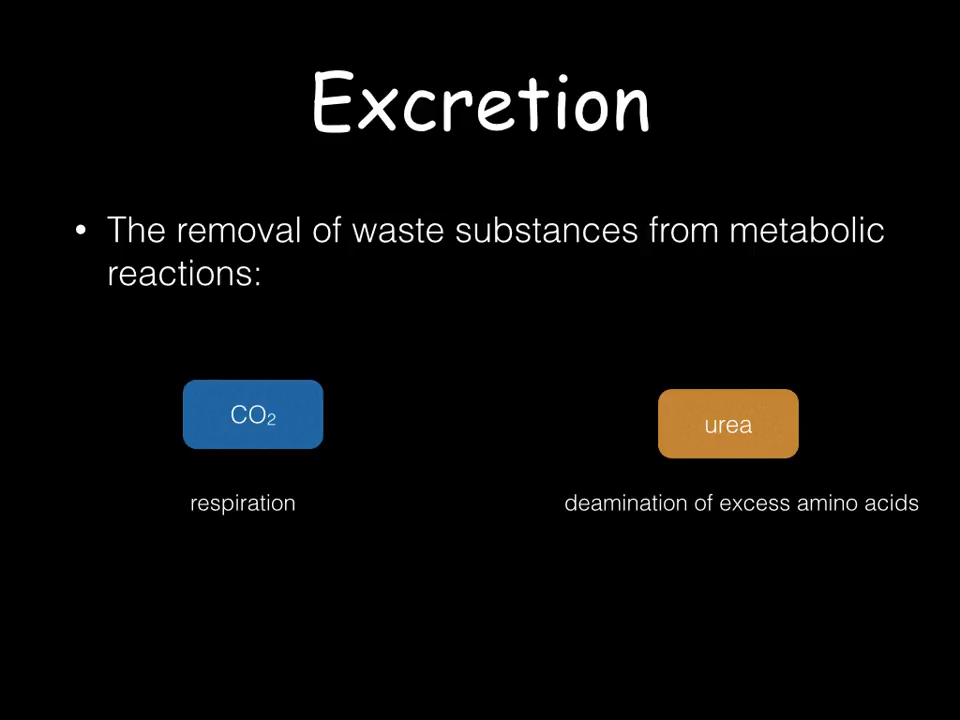 Excretion
• The removal of waste substances from metabolic
reactions:
CO₂
urea
respiration
deamination of excess amino acids